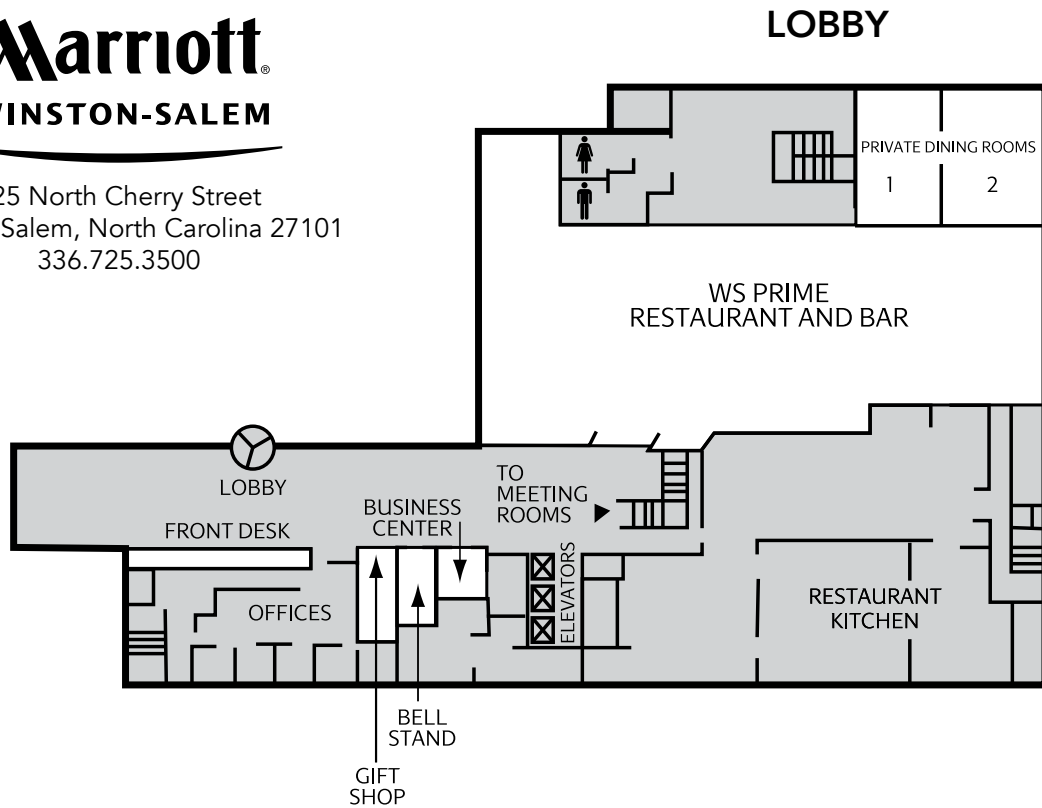 LOBBY
Marriott®
WINSTON-SALEM
25 North Cherry Street
Salem, North Carolina 27101
336.725.3500
PRIVATE DINING ROOMS
1
2
WS PRIME
RESTAURANT AND BAR
LOBBY
TO
MEETING
ROOMS
BUSINESS
CENTER
FRONT DESK
ELEVATORS
OFFICES
RESTAURANT
KITCHEN
BELL
STAND
GIFT
SHOP